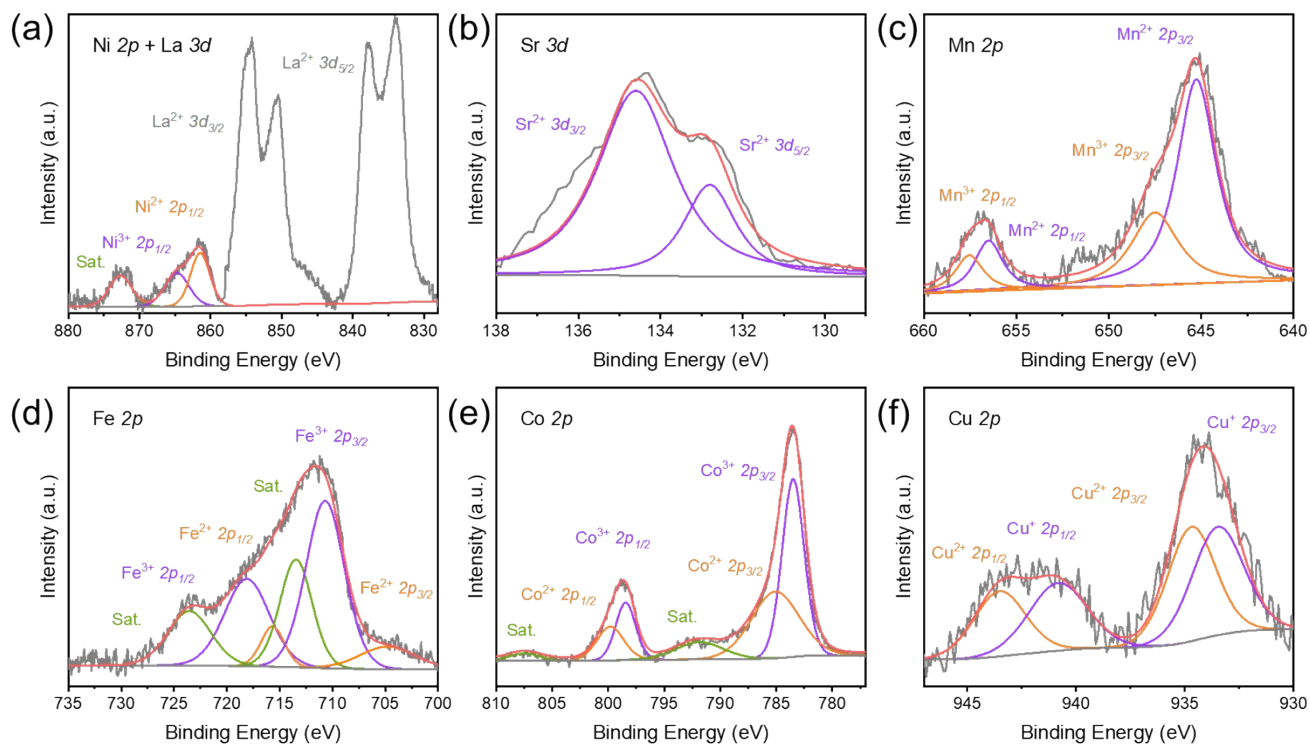 (a)
Ni 2p + La 3d
La²⁺ 3d₅/₂
La²⁺ 3d₃/₂
Ni²⁺ 2p₁/₂
Ni³⁺ 2p₁/₂
Sat.
Intensity (a.u.)
880 870 860 850 840 830
Binding Energy (eV)
(b)
Sr 3d
Sr²⁺ 3d₃/₂
Sr²⁺ 3d₅/₂
Intensity (a.u.)
138 136 134 132 130
Binding Energy (eV)
(c)
Mn 2p
Mn²⁺ 2p₃/₂
Mn³⁺ 2p₃/₂
Mn³⁺ 2p₁/₂
Mn²⁺ 2p₁/₂
Intensity (a.u.)
660 655 650 645 640
Binding Energy (eV)
(d)
Fe 2p
Fe³⁺ 2p₃/₂
Sat.
Fe²⁺ 2p₁/₂
Fe³⁺ 2p₁/₂
Fe²⁺ 2p₃/₂
Sat.
Intensity (a.u.)
735 728 721 714 707 700
Binding Energy (eV)
(e)
Co 2p
Co³⁺ 2p₃/₂
Co³⁺ 2p₁/₂
Co²⁺ 2p₃/₂
Co²⁺ 2p₁/₂
Sat.
Sat.
Intensity (a.u.)
810 805 800 795 790 785 780
Binding Energy (eV)
(f)
Cu 2p
Cu⁺ 2p₃/₂
Cu²⁺ 2p₃/₂
Cu⁺ 2p₁/₂
Cu²⁺ 2p₁/₂
Intensity (a.u.)
945 940 935 930
Binding Energy (eV)